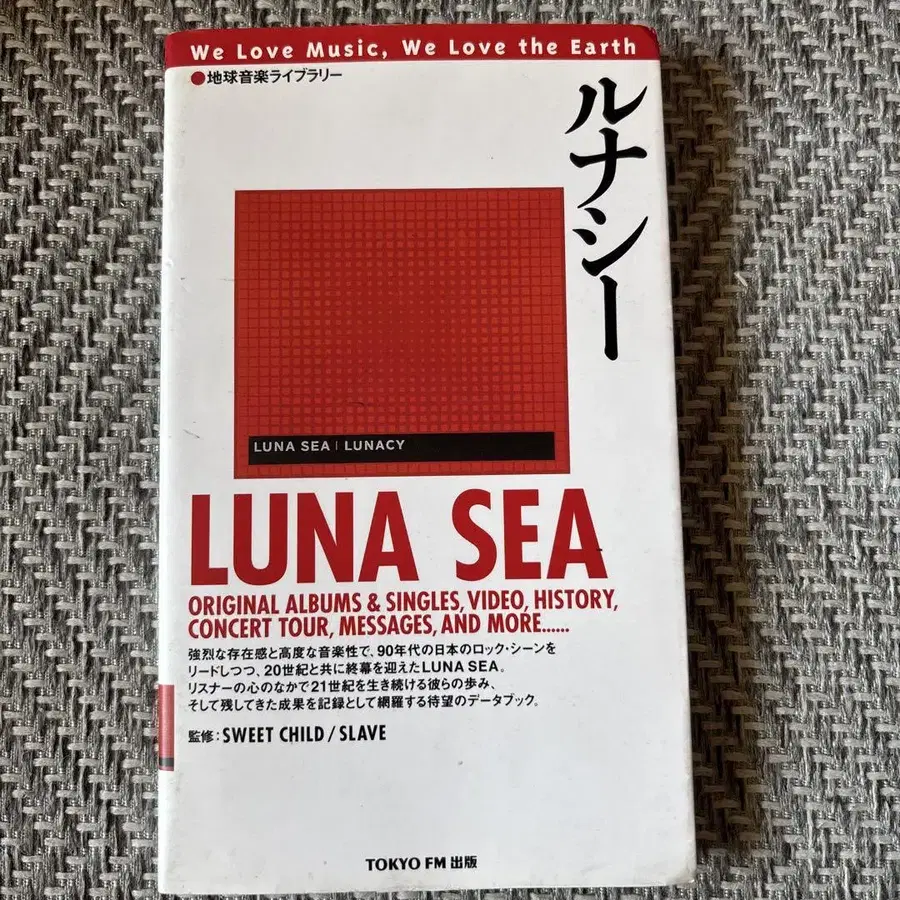 We Love Music, We Love the Earth
●地球音楽ライブラリー
ルナシー
LUNA SEA | LUNACY
LUNA SEA
ORIGINAL ALBUMS & SINGLES, VIDEO, HISTORY,
CONCERT TOUR, MESSAGES, AND MORE......
強烈な存在感と高度な音楽性で、90年代の日本のロック・シーンを
リードしつつ、20世紀と共に終幕を迎えたLUNA SEA。
リスナーの心のなかで21世紀を生き続ける彼らの歩み、
そして残してきた成果を記録として網羅する待望のデータブック。
監修：SWEET CHILD / SLAVE
TOKYO FM 出版